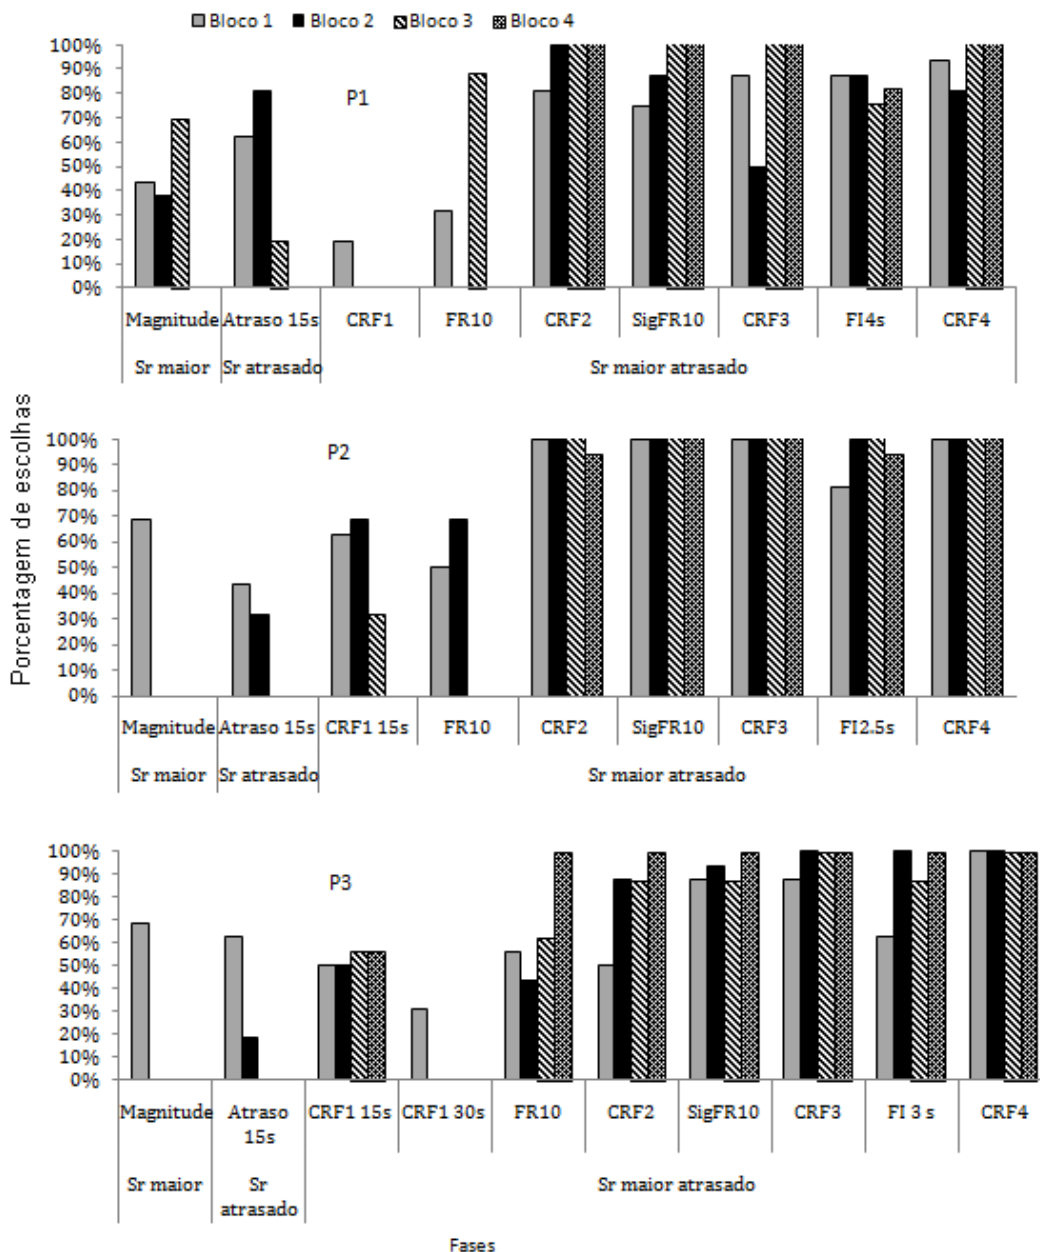 Bloco 1 Bloco 2 Bloco 3 Bloco 4
Porcentagem de escolhas
P1
100%
90%
80%
70%
60%
50%
40%
30%
20%
10%
0%
Magnitude Atraso 15s CRF1 FR10 CRF2 SigFR10 CRF3 FI4s CRF4
Sr maior Sr atrasado Sr maior atrasado
P2
100%
90%
80%
70%
60%
50%
40%
30%
20%
10%
0%
Magnitude Atraso 15s CRF1 15s FR10 CRF2 SigFR10 CRF3 FI2.5s CRF4
Sr maior Sr atrasado Sr maior atrasado
P3
100%
90%
80%
70%
60%
50%
40%
30%
20%
10%
0%
Magnitude Atraso CRF1 15s CRF1 30s FR10 CRF2 SigFR10 CRF3 FI 3 s CRF4
15s
Sr maior Sr Sr maior atrasado
atrasado
Fases